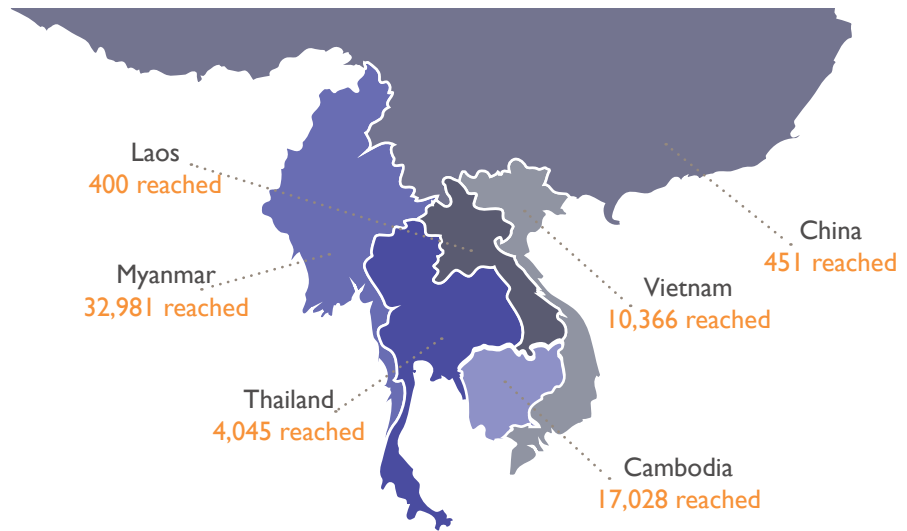 Laos
400 reached
China
451 reached
Myanmar
32,981 reached
Vietnam
10,366 reached
Thailand
4,045 reached
Cambodia
17,028 reached